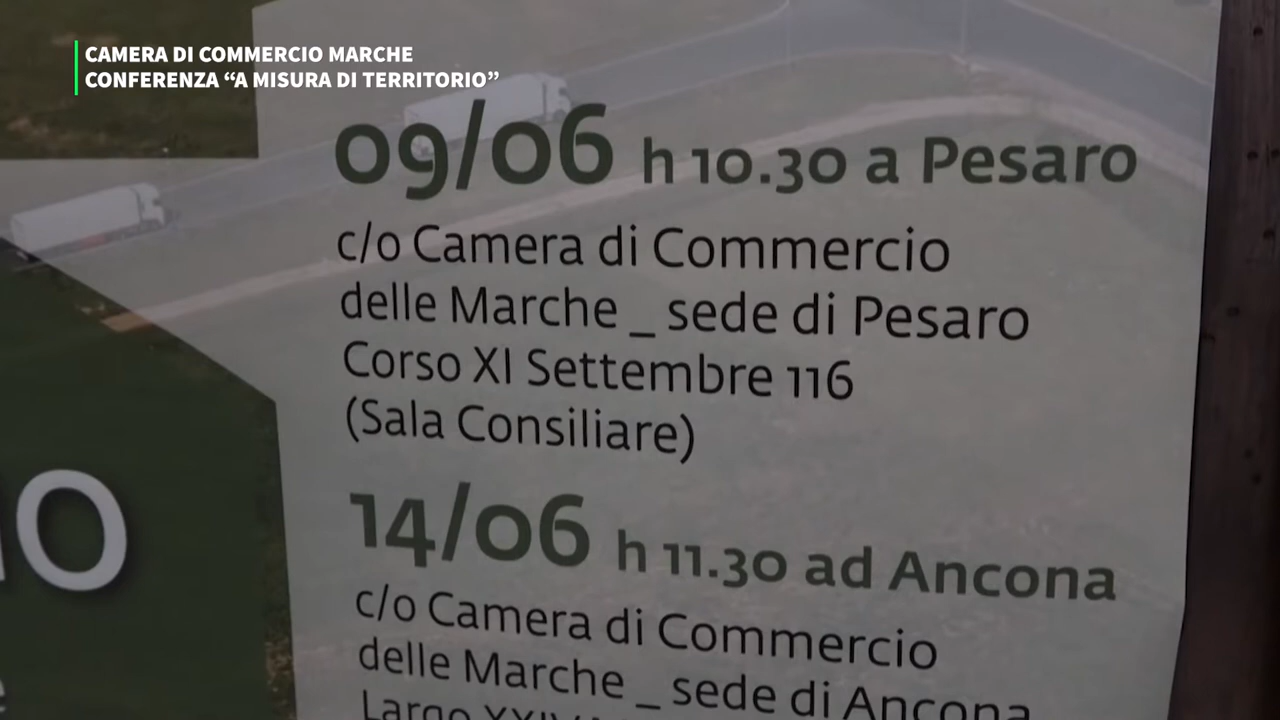 CAMERA DI COMMERCIO MARCHE
CONFERENZA “A MISURA DI TERRITORIO”
09/06 h 10.30 a Pesaro
c/o Camera di Commercio
delle Marche _ sede di Pesaro
Corso XI Settembre 116
(Sala Consiliare)
14/06 h 11.30 ad Ancona
c/o Camera di Commercio
delle Marche _ sede di Ancona
Largo